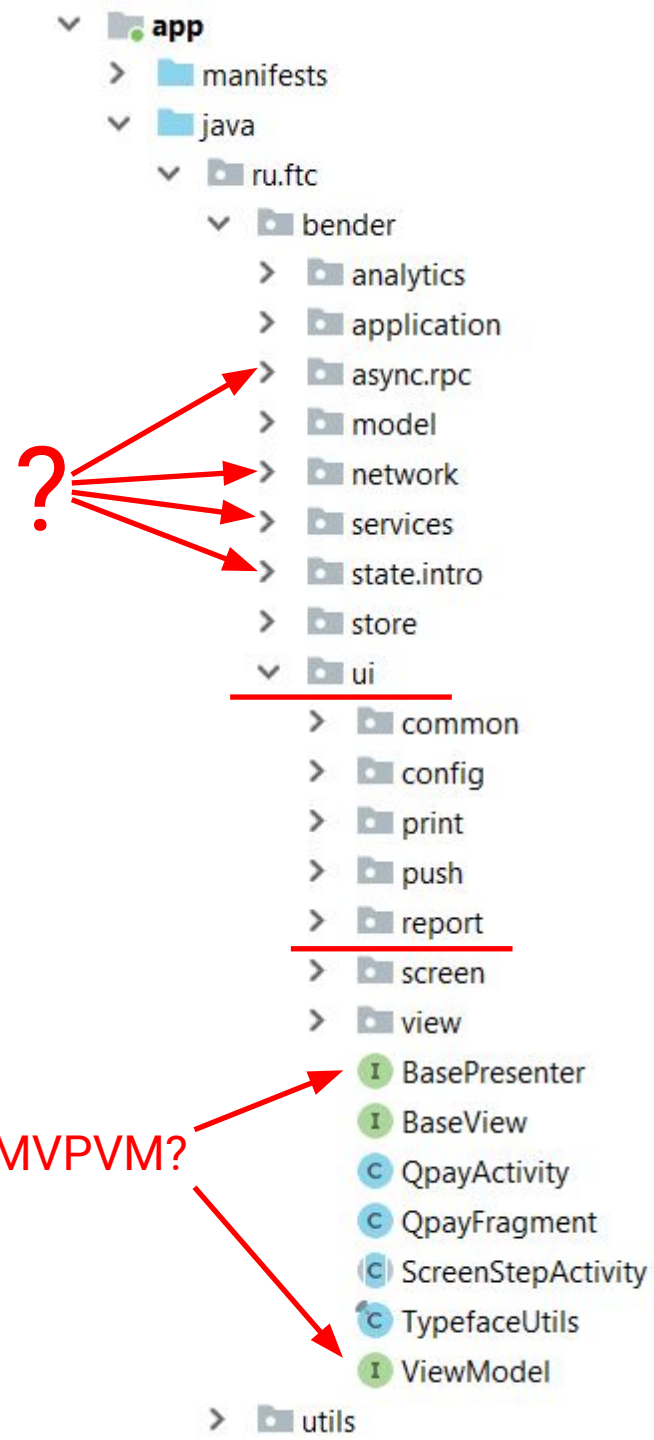 app
manifests
java
ru.ftc
bender
analytics
application
async.rpc
model
?
network
services
state.intro
store
ui
common
config
print
push
report
screen
view
I BasePresenter
I BaseView
MVPVM?
C QpayActivity
C QpayFragment
C ScreenStepActivity
C TypefaceUtils
I ViewModel
utils